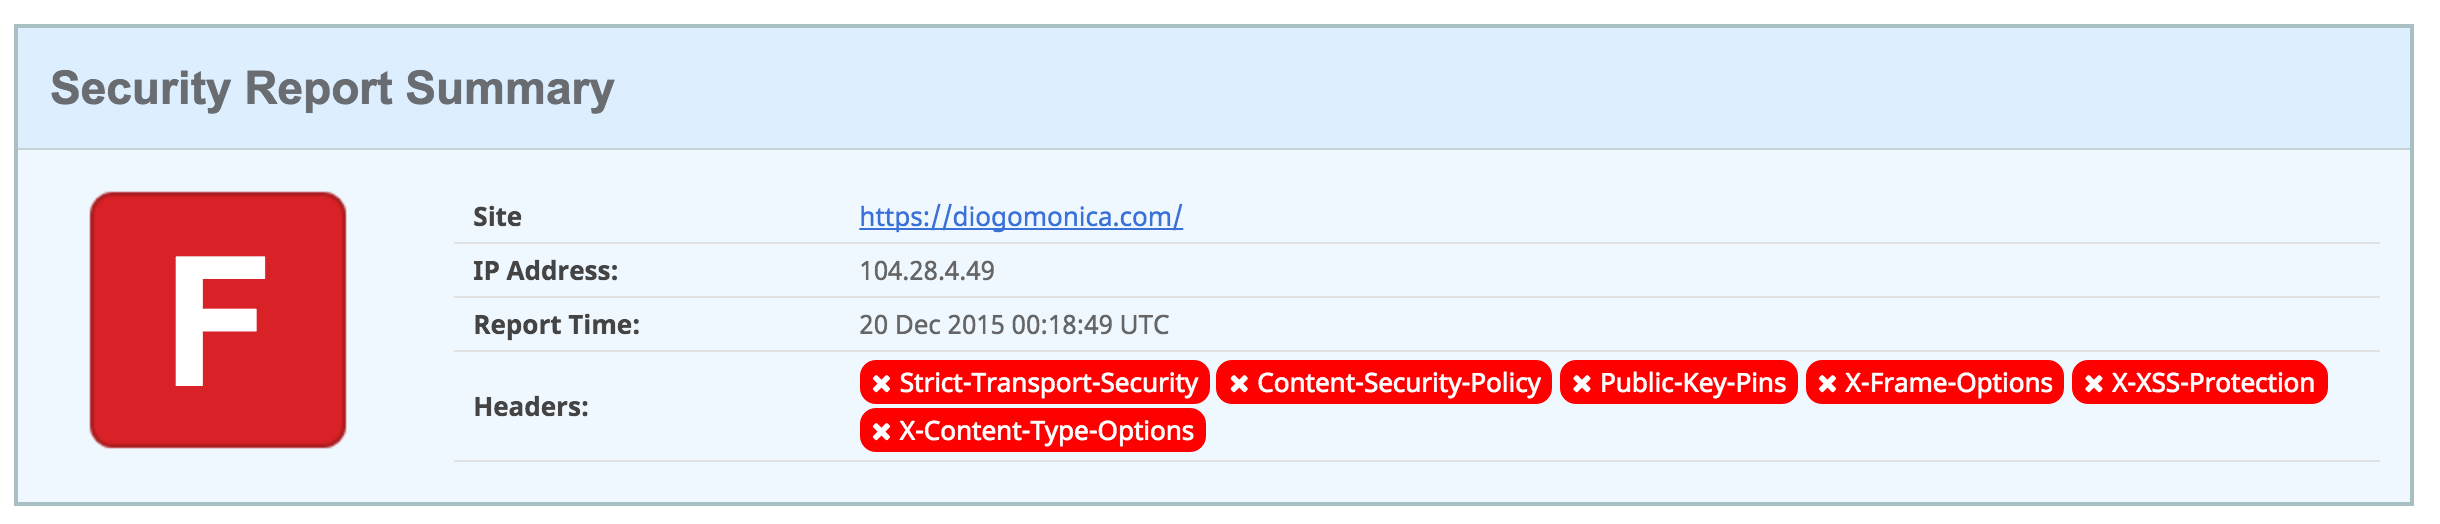 Security Report Summary
F
Site https://diogomonica.com/
IP Address: 104.28.4.49
Report Time: 20 Dec 2015 00:18:49 UTC
Headers: ✖ Strict-Transport-Security ✖ Content-Security-Policy ✖ Public-Key-Pins ✖ X-Frame-Options ✖ X-XSS-Protection
✖ X-Content-Type-Options